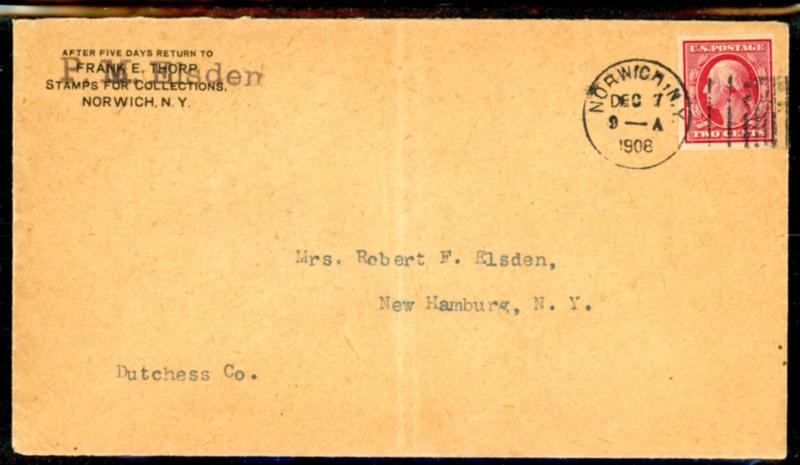 AFTER FIVE DAYS RETURN TO
FRANK E. THORP
P. M. Elsden
STAMPS FOR COLLECTIONS.
NORWICH, N. Y.
NORWICH, N.Y.
DEC 7
9 — A
1908
U.S. POSTAGE
TWO CENTS
Mrs. Robert F. Elsden,
New Hamburg, N. Y.
Dutchess Co.